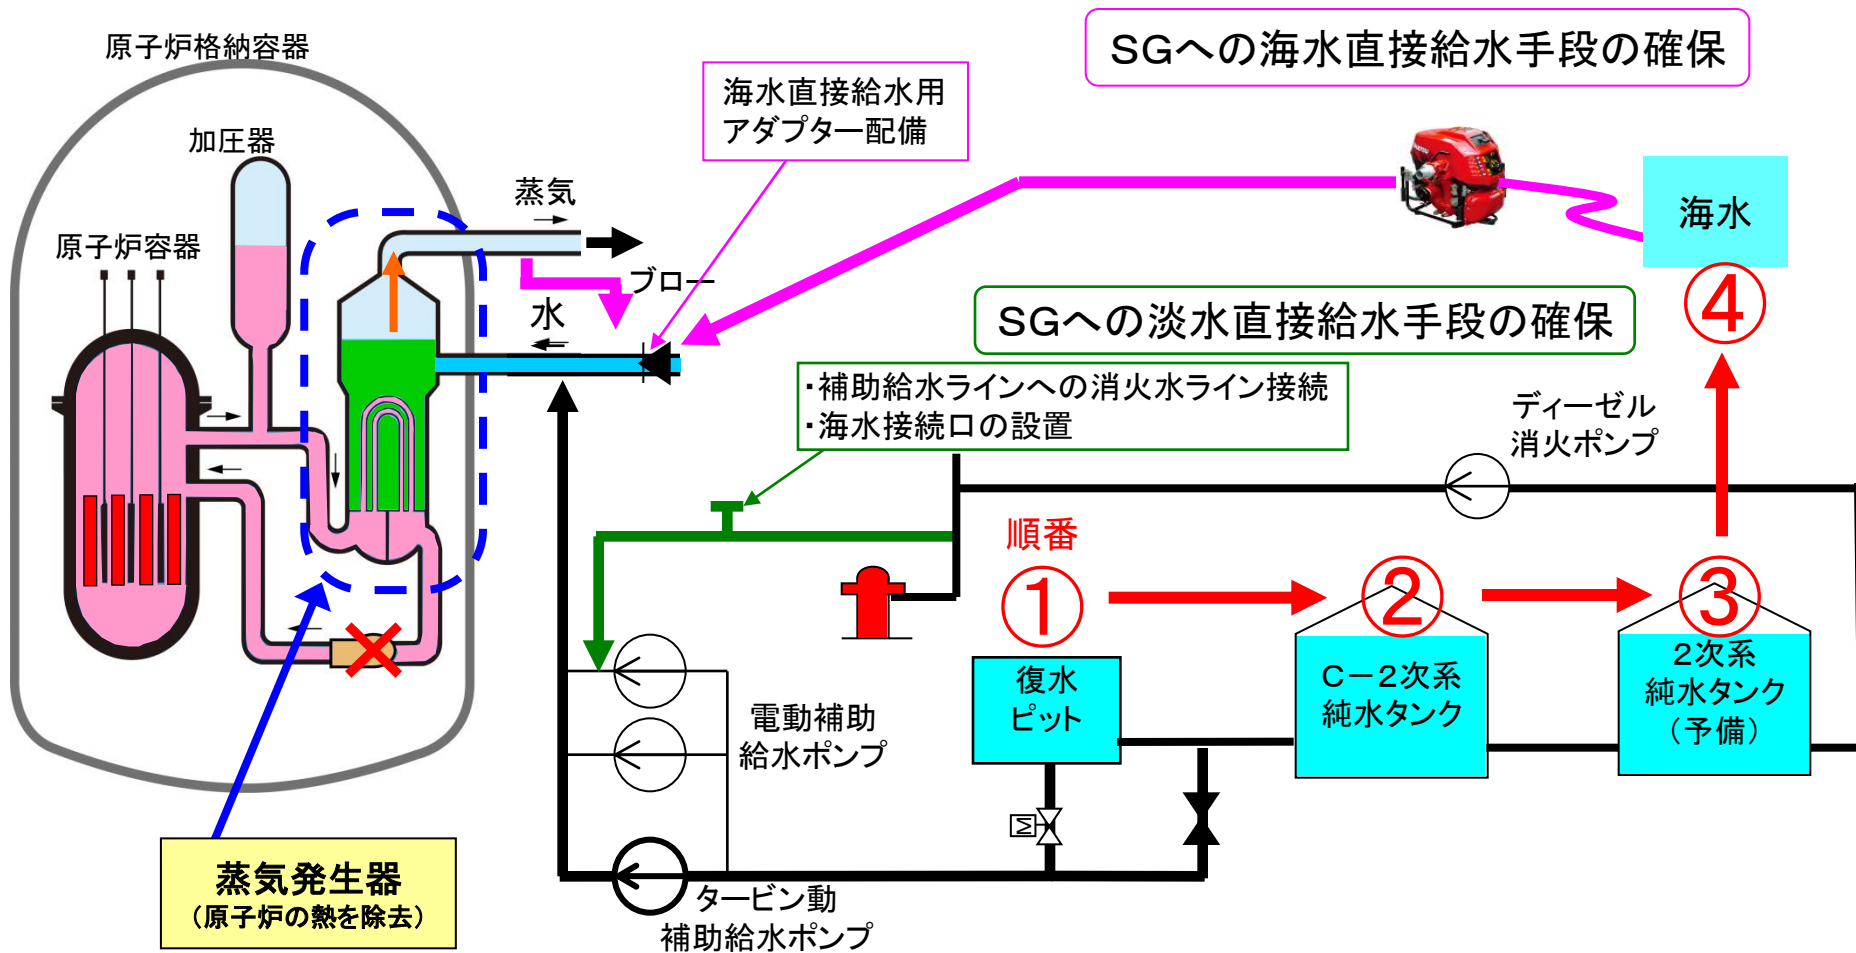 SGへの海水直接給水手段の確保
原子炉格納容器
海水直接給水用
アダプター配備
加圧器
蒸気
海水
原子炉容器
ブロー
④
水
SGへの淡水直接給水手段の確保
・補助給水ラインへの消火水ライン接続
・海水接続口の設置
ディーゼル
消火ポンプ
順番
①
②
③
復水
ピット
C－2次系
純水タンク
2次系
純水タンク
（予備）
電動補助
給水ポンプ
M
蒸気発生器
（原子炉の熱を除去）
タービン動
補助給水ポンプ